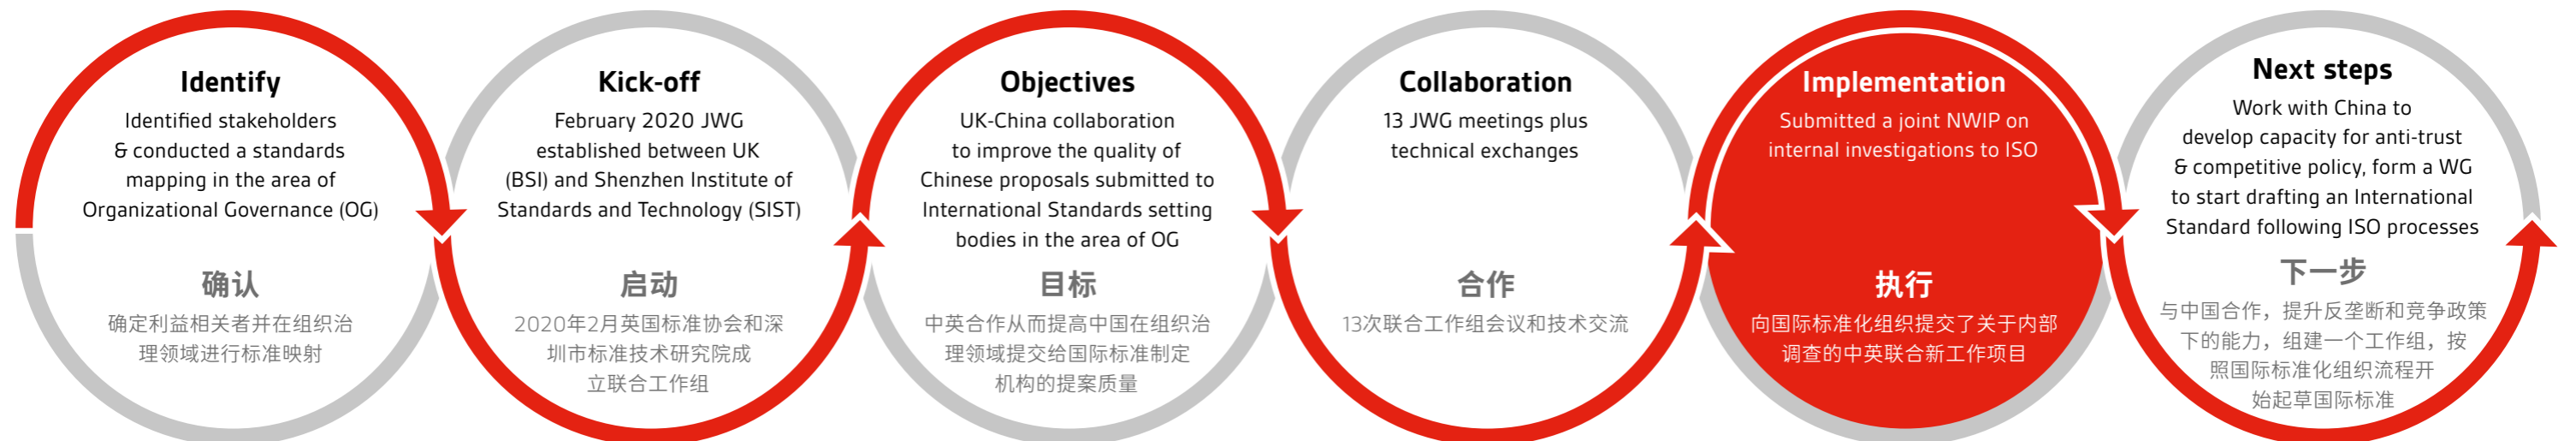 Identify
Identified stakeholders
& conducted a standards
mapping in the area of
Organizational Governance (OG)
确认
确定利益相关者并在组织治
理领域进行标准映射
Kick-off
February 2020 JWG
established between UK
(BSI) and Shenzhen Institute of
Standards and Technology (SIST)
启动
2020年2月英国标准协会和深
圳市标准技术研究院成
立联合工作组
Objectives
UK-China collaboration
to improve the quality of
Chinese proposals submitted to
International Standards setting
bodies in the area of OG
目标
中英合作从而提高中国在组织治
理领域提交给国际标准制定
机构的提案质量
Collaboration
13 JWG meetings plus
technical exchanges
合作
13次联合工作组会议和技术交流
Implementation
Submitted a joint NWIP on
internal investigations to ISO
执行
向国际标准化组织提交了关于内部
调查的中英联合新工作项目
Next steps
Work with China to
develop capacity for anti-trust
& competitive policy, form a WG
to start drafting an International
Standard following ISO processes
下一步
与中国合作，提升反垄断和竞争政策
下的能力，组建一个工作组，按
照国际标准化组织流程开
始起草国际标准